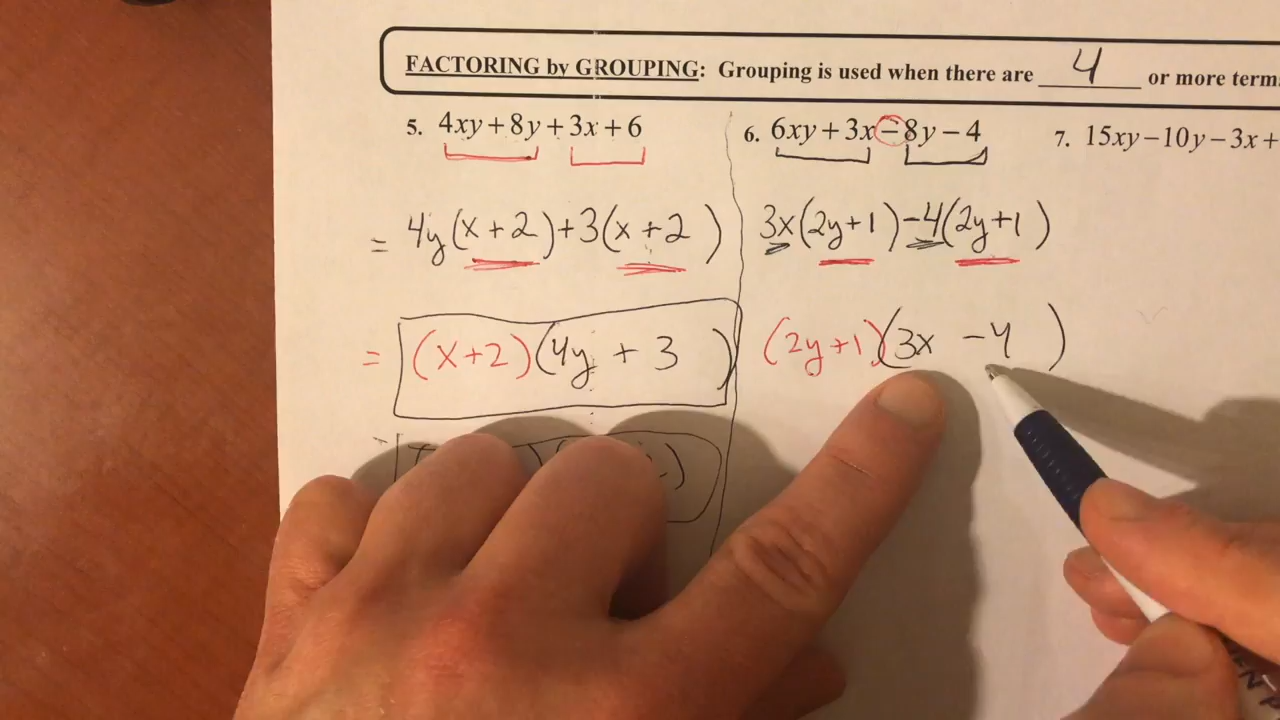 FACTORING by GROUPING: Grouping is used when there are 4 or more term
5. 4xy + 8y + 3x + 6
= 4y(x + 2) + 3(x + 2)
= (x+2)(4y + 3)
6. 6xy + 3x − 8y − 4
3x(2y+1) − 4(2y+1)
(2y+1)(3x − 4)
7. 15xy − 10y − 3x +